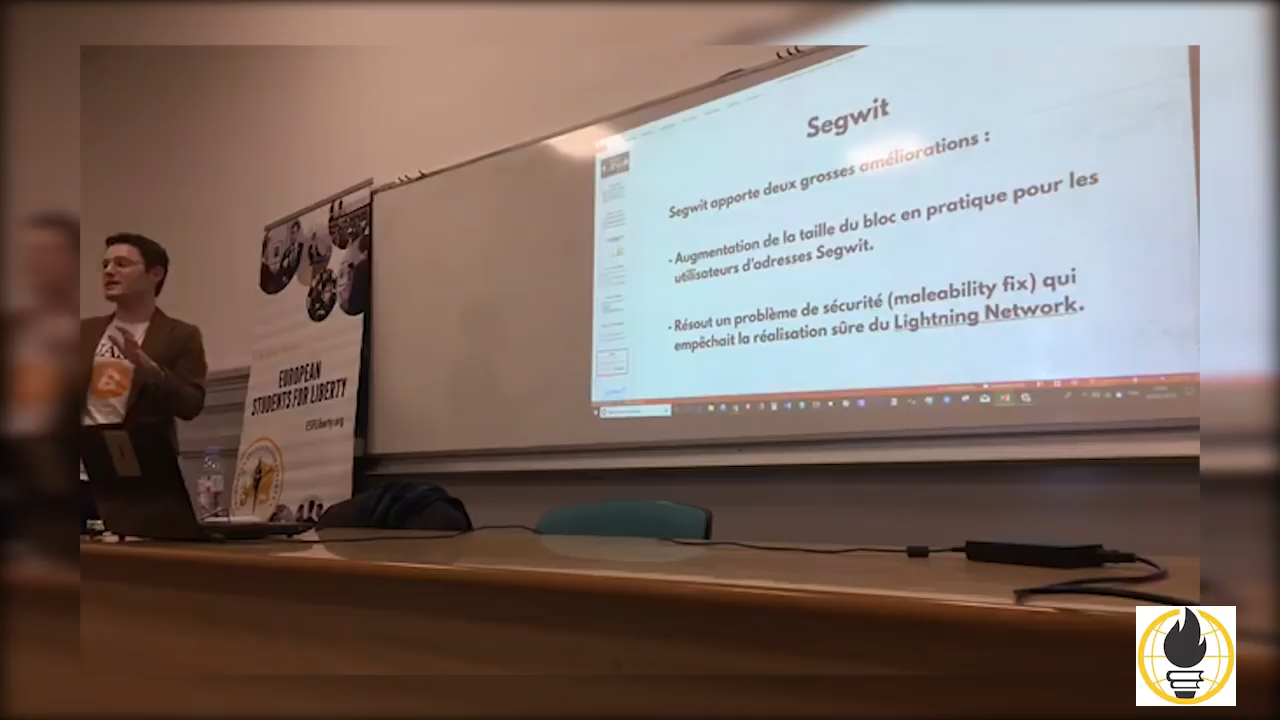 Segwit
Segwit apporte deux grosses améliorations :
- Augmentation de la taille du bloc en pratique pour les
utilisateurs d'adresses Segwit.
- Résout un problème de sécurité (maleability fix) qui
empêchait la réalisation sûre du Lightning Network.
EUROPEAN
STUDENTS FOR LIBERTY
ESFLiberty.org